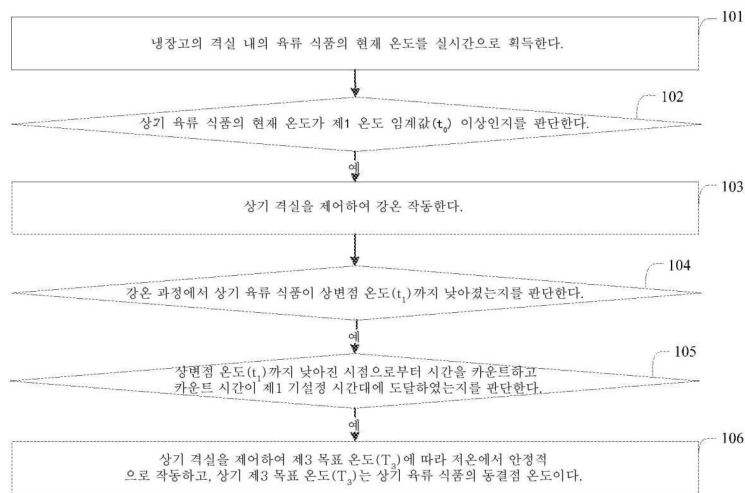 101
냉장고의 격실 내의 육류 식품의 현재 온도를 실시간으로 획득한다.
102
상기 육류 식품의 현재 온도가 제1 온도 임계값(t₀) 이상인지를 판단한다.
예
103
상기 격실을 제어하여 강온 작동한다.
104
강온 과정에서 상기 육류 식품이 상변점 온도(t₁)까지 낮아졌는지를 판단한다.
예
105
상변점 온도(t₁)까지 낮아진 시점으로부터 시간을 카운트하고
카운트 시간이 제1 기설정 시간대에 도달하였는지를 판단한다.
예
106
상기 격실을 제어하여 제3 목표 온도(T₃)에 따라 저온에서 안정적
으로 작동하고, 상기 제3 목표 온도(T₃)는 상기 육류 식품의 동결점 온도이다.